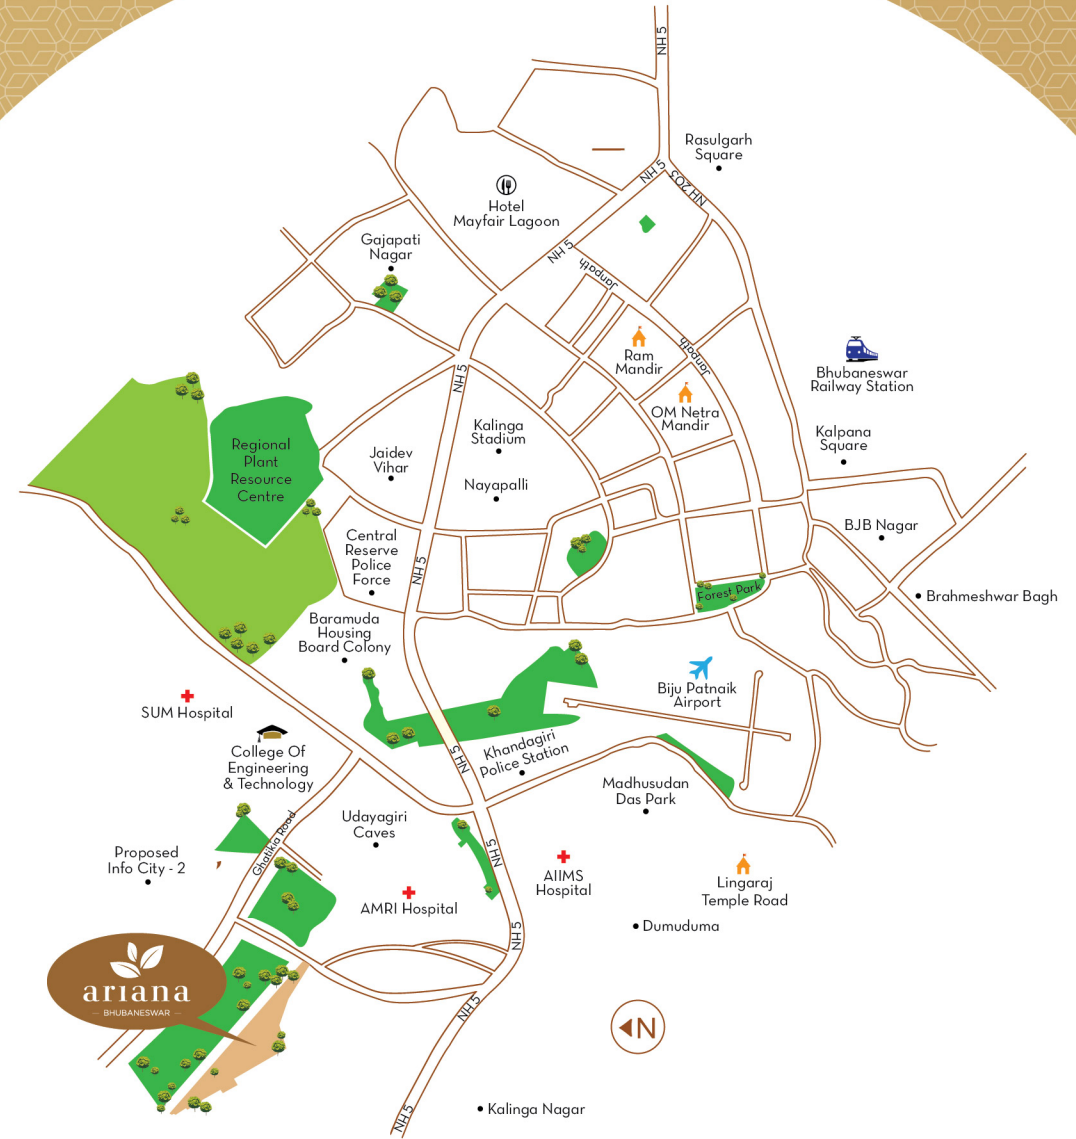 NH 5
Rasulgarh
Square
NH 5
NH 203
Hotel
Mayfair Lagoon
NH 5
Gajapati
Nagar
Janpath
Ram
Mandir
Janpath
Bhubaneswar
Railway Station
NH 5
OM Netra
Mandir
Kalinga
Stadium
Kalpana
Square
Regional
Plant
Resource
Centre
Jaidev
Vihar
Nayapalli
BJB Nagar
Central
Reserve
Police
Force
NH 5
Forest Park
Brahmeshwar Bagh
Baramuda
Housing
Board Colony
Biju Patnaik
Airport
SUM Hospital
College Of
Engineering
& Technology
NH 5
Khandagiri
Police Station
Madhusudan
Das Park
Udayagiri
Caves
Ghatikia Road
NH 5
Proposed
Info City - 2
AIIMS
Hospital
Lingaraj
Temple Road
AMRI Hospital
Dumuduma
NH 5
ariana
BHUBANESWAR
NH 5
N
NH 5
Kalinga Nagar